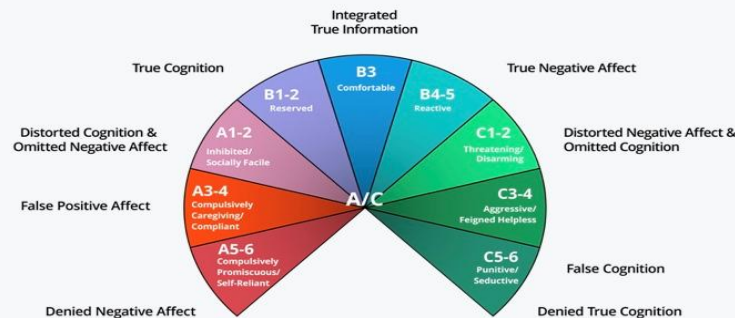 Integrated
True Information
True Cognition
True Negative Affect
B3
Comfortable
B1-2
Reserved
B4-5
Reactive
Distorted Cognition &
Omitted Negative Affect
A1-2
Inhibited/
Socially Facile
C1-2
Threatening/
Disarming
Distorted Negative Affect &
Omitted Cognition
False Positive Affect
A3-4
Compulsively
Caregiving/
Compliant
A/C
C3-4
Aggressive/
Feigned Helpless
A5-6
Compulsively
Promiscuous/
Self-Reliant
C5-6
Punitive/
Seductive
False Cognition
Denied Negative Affect
Denied True Cognition